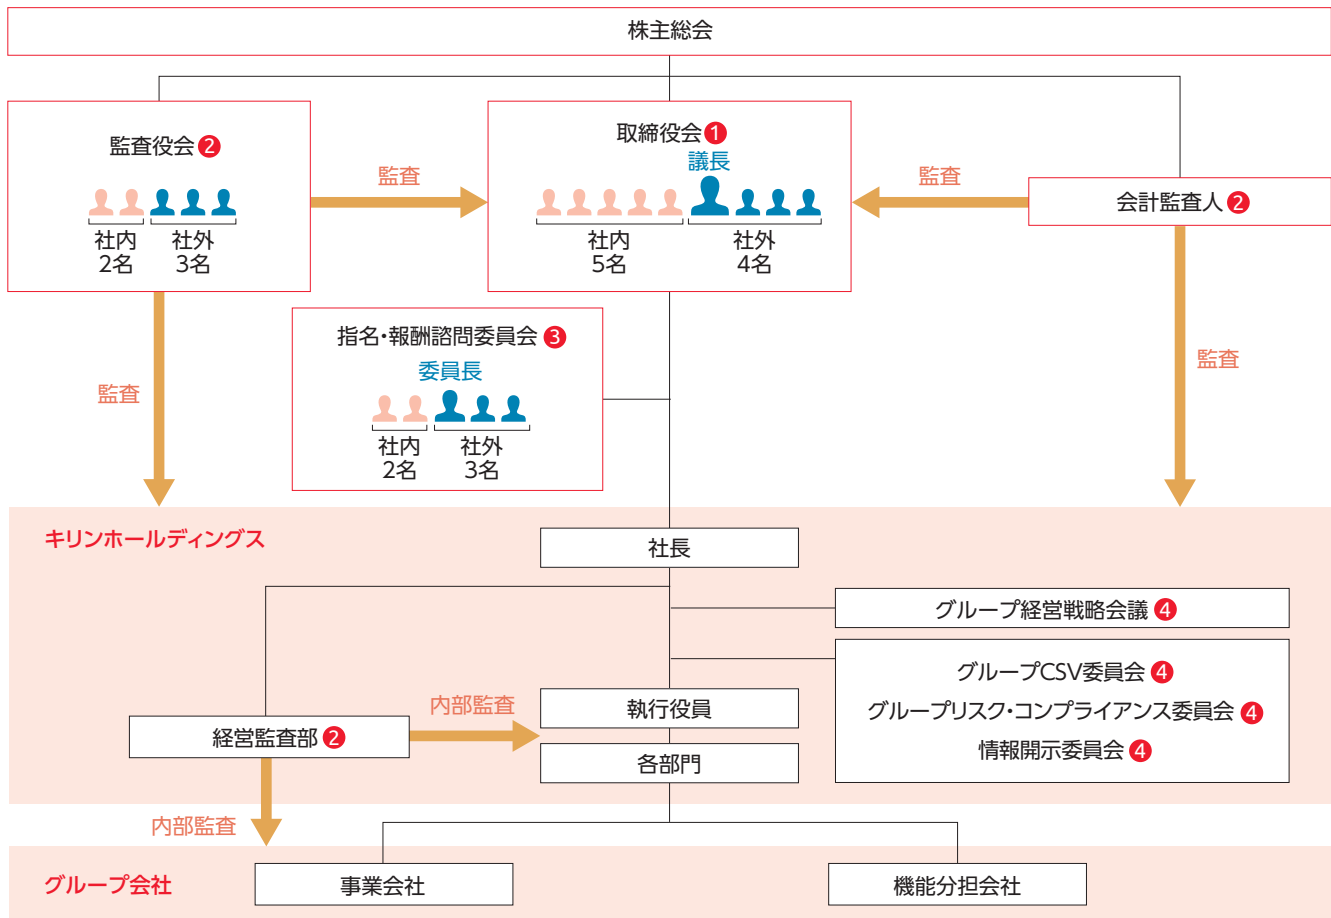 株主総会
監査役会 2
社内
2名
社外
3名
監査
取締役会 1
議長
社内
5名
社外
4名
監査
会計監査人 2
指名・報酬諮問委員会 3
委員長
社内
2名
社外
3名
監査
監査
キリンホールディングス
社長
グループ経営戦略会議 4
グループCSV委員会 4
グループリスク・コンプライアンス委員会 4
情報開示委員会 4
内部監査
執行役員
経営監査部 2
各部門
内部監査
グループ会社
事業会社
機能分担会社